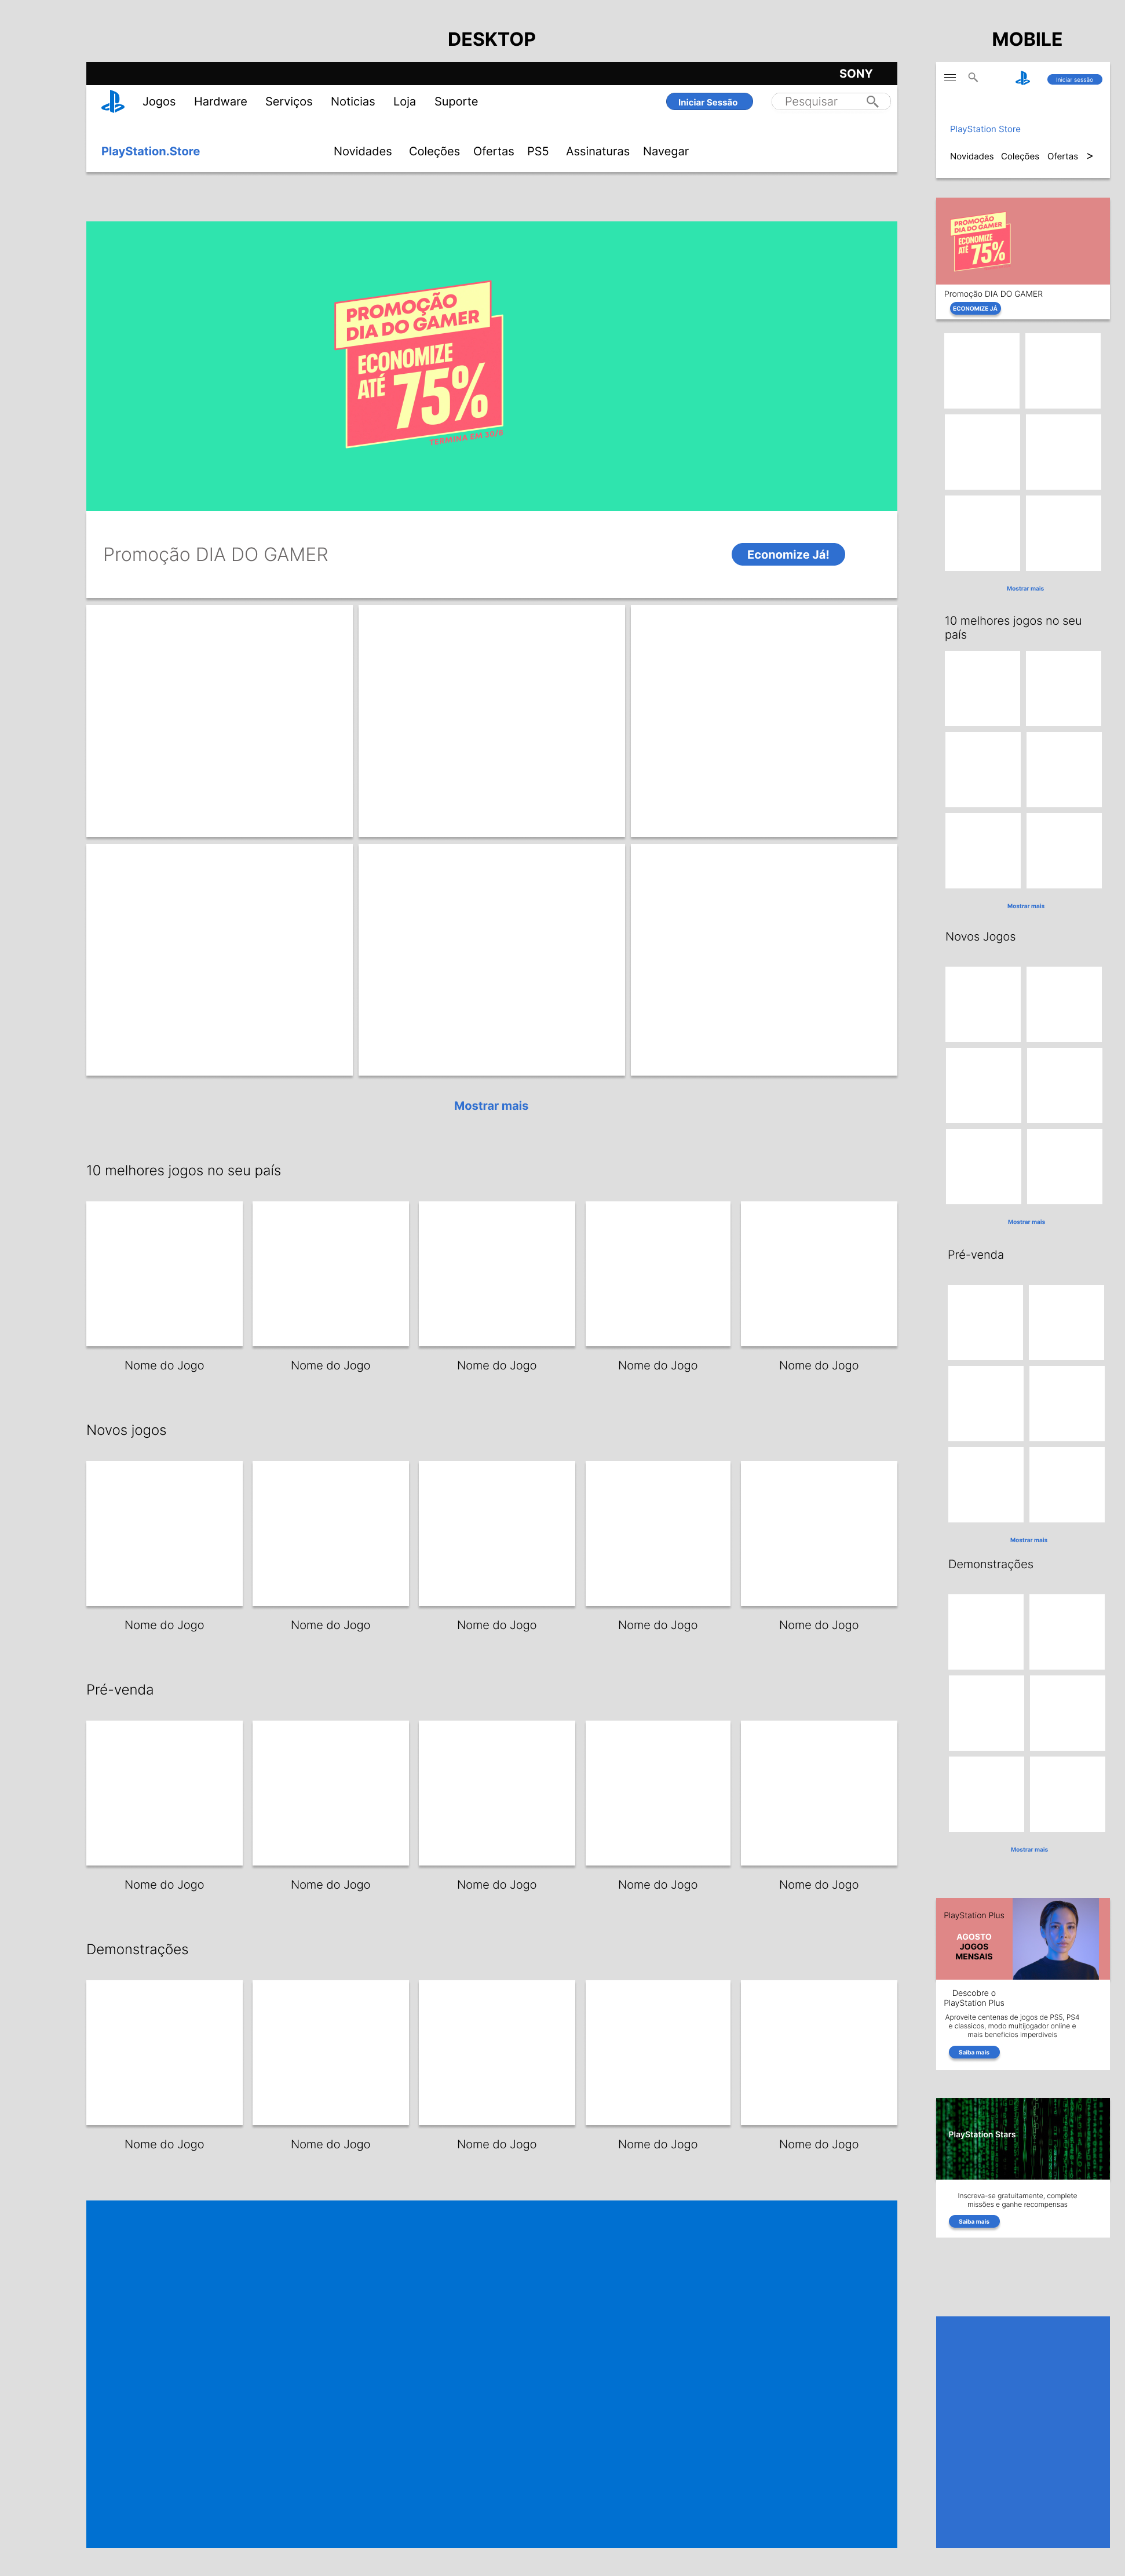 DESKTOP
SONY
Jogos Hardware Serviços Noticias Loja Suporte Iniciar Sessão Pesquisar
PlayStation.Store Novidades Coleções Ofertas PS5 Assinaturas Navegar
PROMOÇÃO
DIA DO GAMER
ECONOMIZE
ATÉ 75%
TERMINA EM 30/8
Promoção DIA DO GAMER Economize Já!
Mostrar mais
10 melhores jogos no seu país
Nome do Jogo Nome do Jogo Nome do Jogo Nome do Jogo Nome do Jogo
Novos jogos
Nome do Jogo Nome do Jogo Nome do Jogo Nome do Jogo Nome do Jogo
Pré-venda
Nome do Jogo Nome do Jogo Nome do Jogo Nome do Jogo Nome do Jogo
Demonstrações
Nome do Jogo Nome do Jogo Nome do Jogo Nome do Jogo Nome do Jogo
MOBILE
Iniciar sessão
PlayStation Store
Novidades Coleções Ofertas >
PROMOÇÃO
DIA DO GAMER
ECONOMIZE
ATÉ 75%
Promoção DIA DO GAMER
ECONOMIZE JÁ
Mostrar mais
10 melhores jogos no seu
país
Mostrar mais
Novos Jogos
Mostrar mais
Pré-venda
Mostrar mais
Demonstrações
Mostrar mais
PlayStation Plus
AGOSTO
JOGOS
MENSAIS
Descobre o
PlayStation Plus
Aproveite centenas de jogos de PS5, PS4
e classicos, modo multijogador online e
mais beneficios imperdiveis
Saiba mais
PlayStation Stars
Inscreva-se gratuitamente, complete
missões e ganhe recompensas
Saiba mais